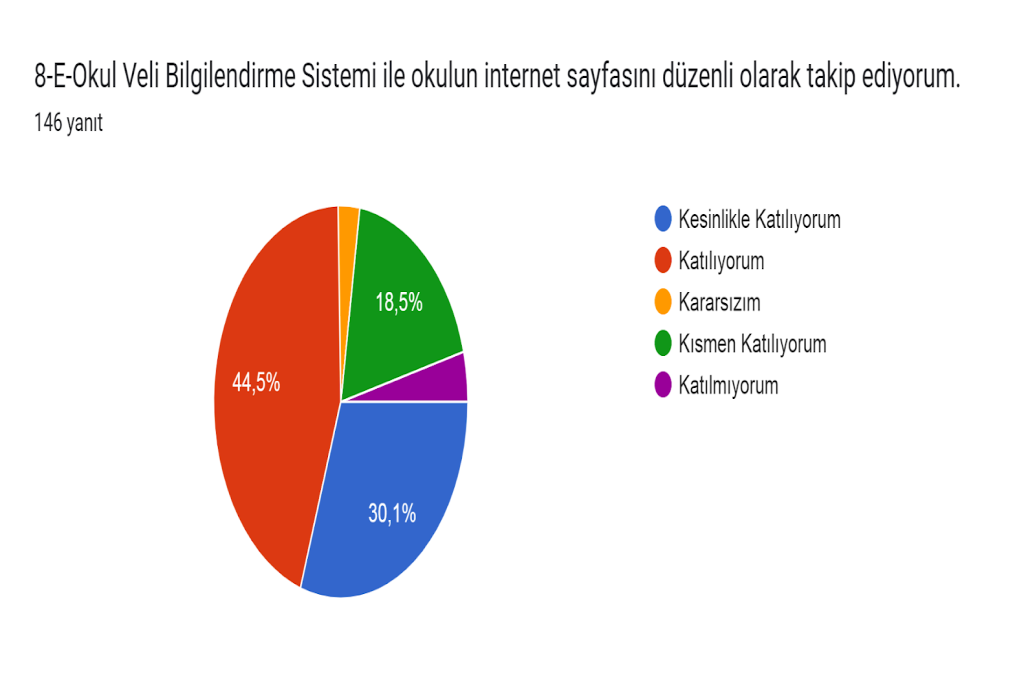 8-E-Okul Veli Bilgilendirme Sistemi ile okulun internet sayfasını düzenli olarak takip ediyorum.
146 yanıt
Kesinlikle Katılıyorum
Katılıyorum
Kararsızım
Kısmen Katılıyorum
Katılmıyorum
18,5%
44,5%
30,1%